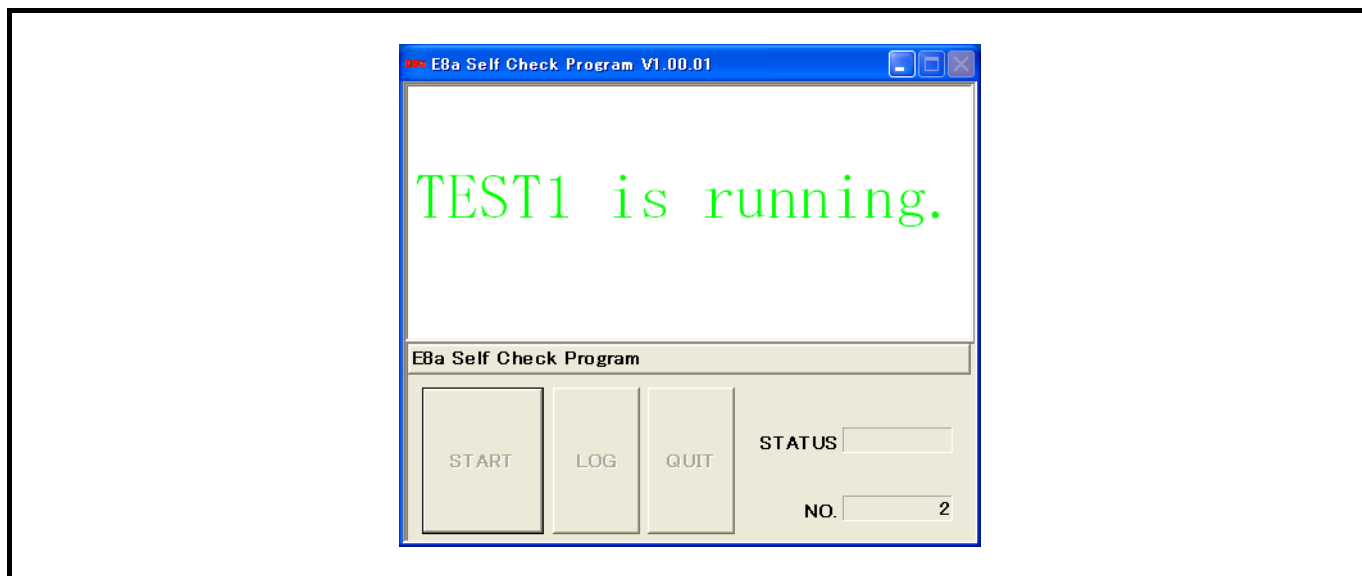 E8a E8a Self Check Program V1.00.01
TEST1 is running.
E8a Self Check Program
START LOG QUIT
STATUS
NO. 2